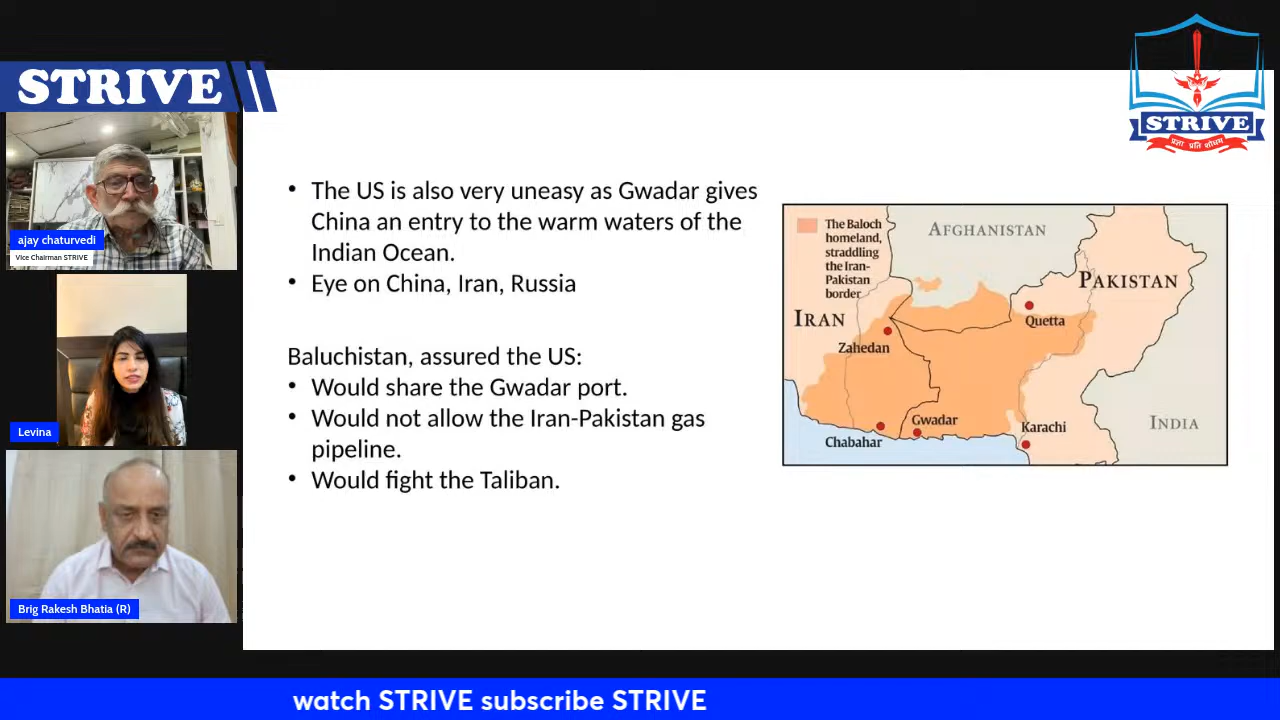 STRIVE
STRIVE
प्रज्ञा प्रति शोधम्
ajay chaturvedi
Vice Chairman STRIVE
Levina
Brig Rakesh Bhatia (R)
• The US is also very uneasy as Gwadar gives
China an entry to the warm waters of the
Indian Ocean.
• Eye on China, Iran, Russia
Baluchistan, assured the US:
• Would share the Gwadar port.
• Would not allow the Iran-Pakistan gas
pipeline.
• Would fight the Taliban.
The Baloch
homeland,
straddling
the Iran-
Pakistan
border
AFGHANISTAN
PAKISTAN
IRAN
Quetta
Zahedan
Gwadar
Chabahar
Karachi
INDIA
watch STRIVE subscribe STRIVE